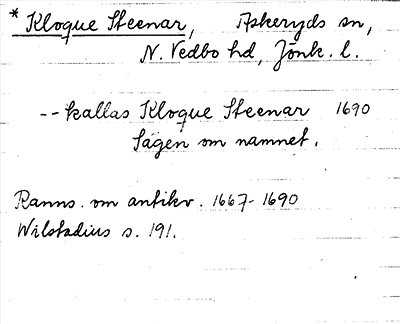 * Kloque Steenar, Askeryds sn,
N. Vedbo hd, Jönk. l.
-- kallas Kloque Steenar 1690
Sägen om namnet.
Ranns. om antikv. 1667-1690
Wilstadius s. 191.